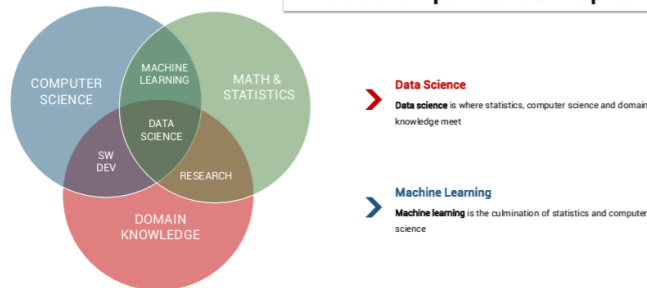 COMPUTER
SCIENCE
MACHINE
LEARNING
MATH &
STATISTICS
DATA
SCIENCE
SW
DEV
RESEARCH
DOMAIN
KNOWLEDGE
Data Science
Data science is where statistics, computer science and domain
knowledge meet
Machine Learning
Machine learning is the culmination of statistics and computer
science